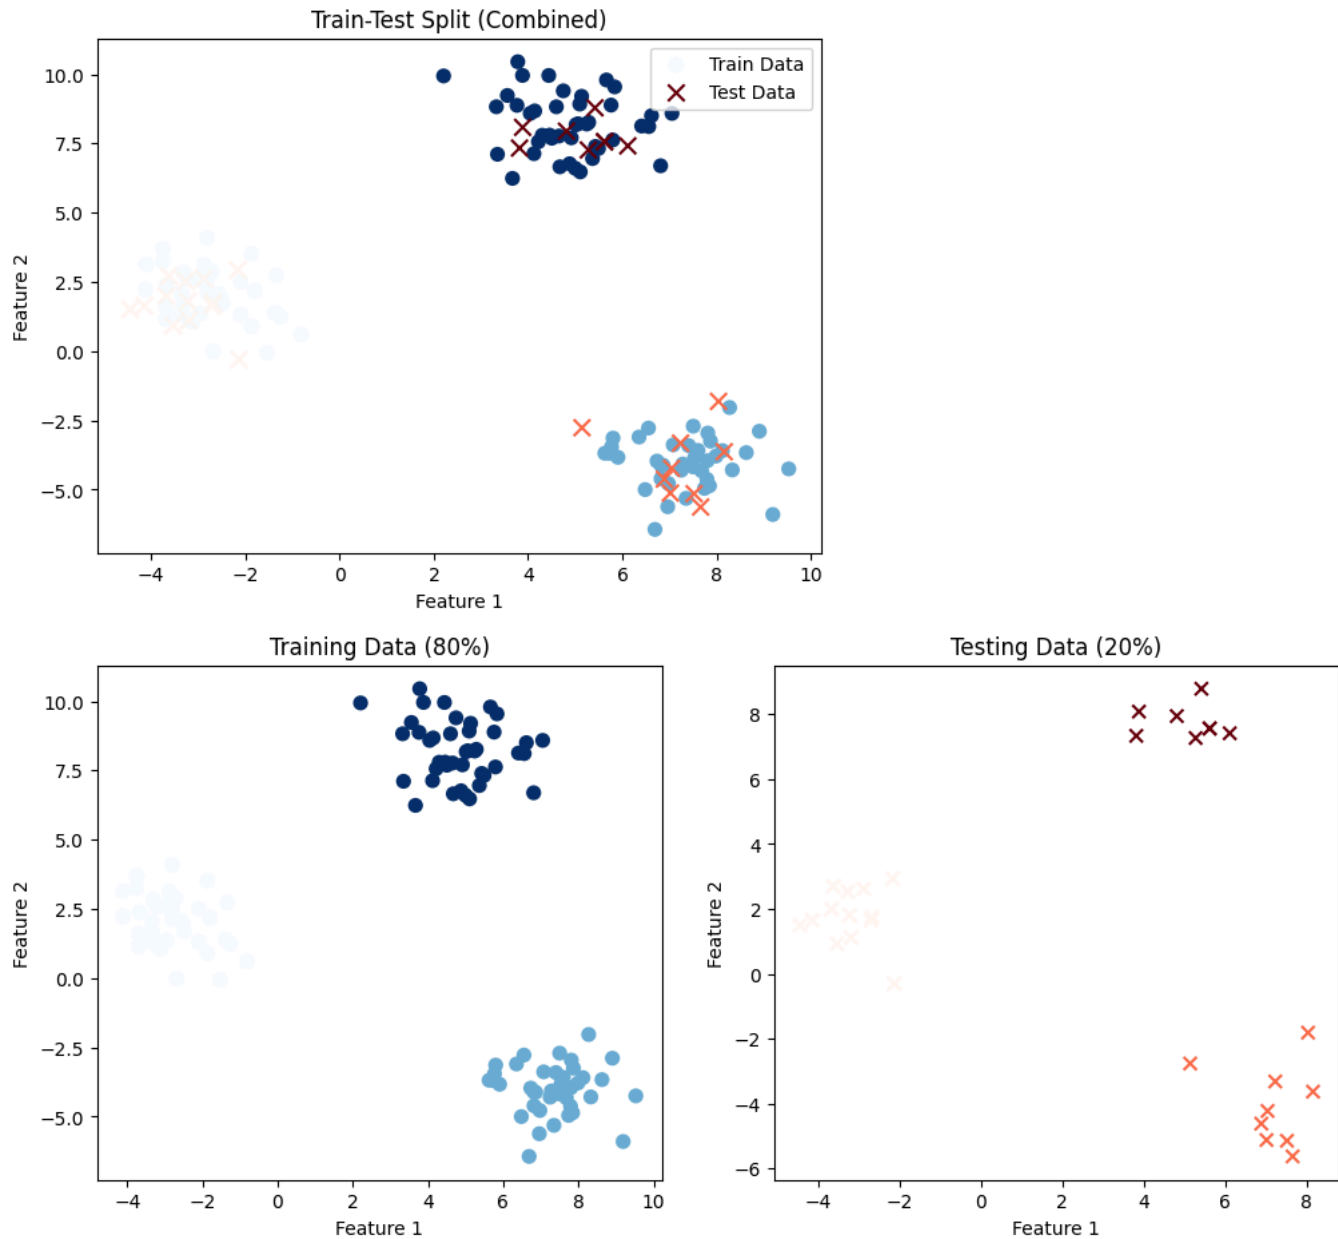 Train-Test Split (Combined)
10.0
7.5
5.0
2.5
0.0
−2.5
−5.0
Feature 2
Train Data
Test Data
−4 −2 0 2 4 6 8 10
Feature 1
Training Data (80%)
10.0
7.5
5.0
2.5
0.0
−2.5
−5.0
Feature 2
−4 −2 0 2 4 6 8 10
Feature 1
Testing Data (20%)
8
6
4
2
0
−2
−4
−6
Feature 2
−4 −2 0 2 4 6 8
Feature 1